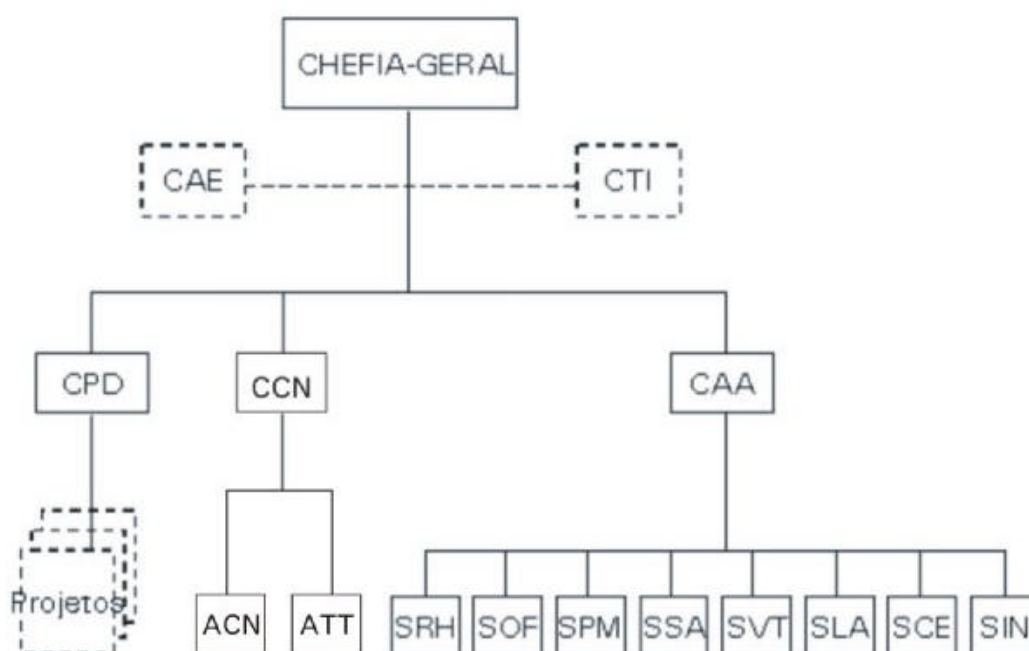 CHEFIA-GERAL
CAE
CTI
CPD
CCN
CAA
Projetos
ACN
ATT
SRH
SOF
SPM
SSA
SVT
SLA
SCE
SIN